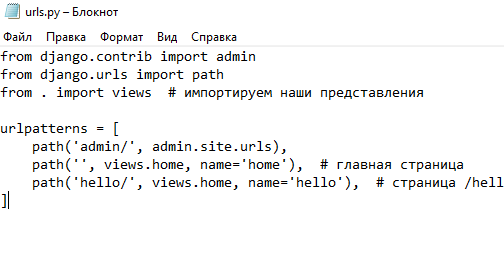 urls.py – Блокнот
Файл Правка Формат Вид Справка
from django.contrib import admin
from django.urls import path
from . import views  # импортируем наши представления
urlpatterns = [
    path('admin/', admin.site.urls),
    path('', views.home, name='home'),  # главная страница
    path('hello/', views.home, name='hello'),  # страница /hell
]